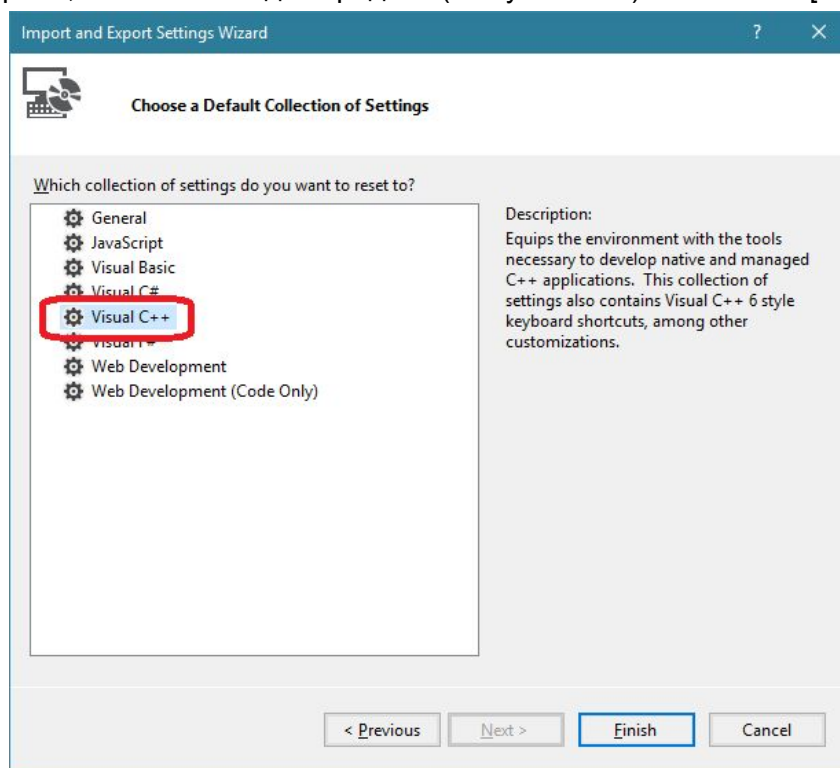 Import and Export Settings Wizard ? ×
Choose a Default Collection of Settings
Which collection of settings do you want to reset to?
General
JavaScript
Visual Basic
Visual C#
Visual C++
Visual F#
Web Development
Web Development (Code Only)
Description:
Equips the environment with the tools
necessary to develop native and managed
C++ applications. This collection of
settings also contains Visual C++ 6 style
keyboard shortcuts, among other
customizations.
< Previous Next > Finish Cancel